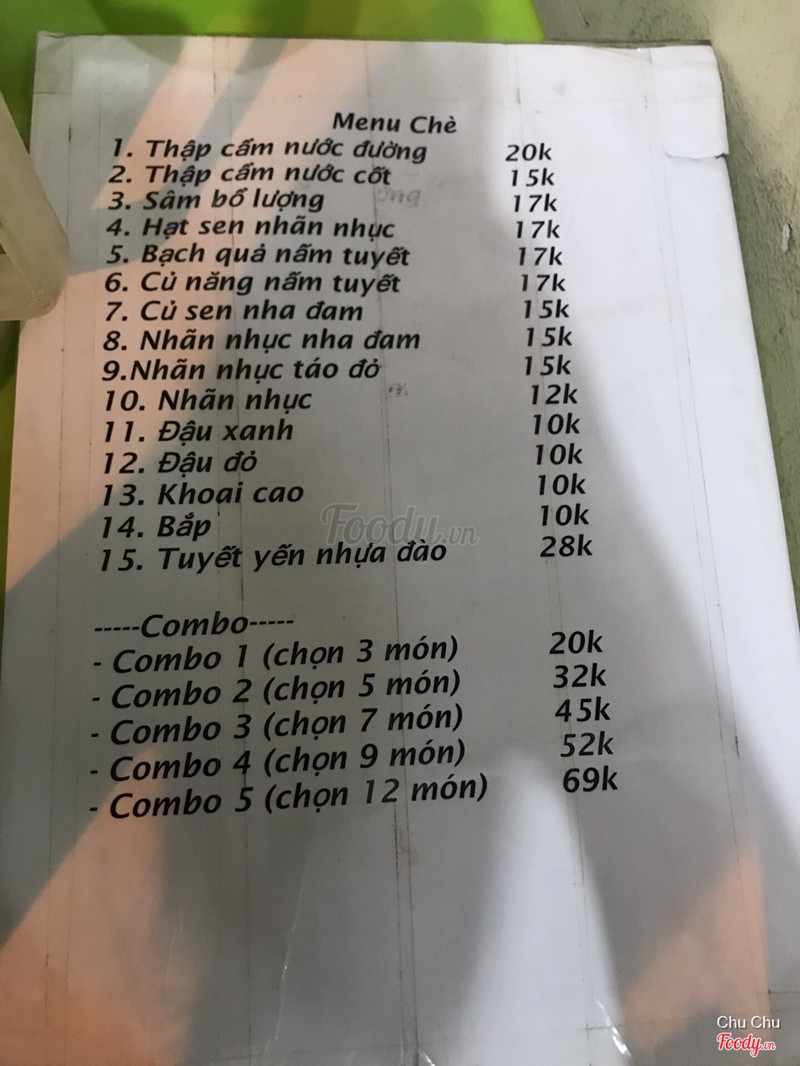 Menu Chè
1. Thập cẩm nước đường 20k
2. Thập cẩm nước cốt 15k
3. Sâm bổ lượng 17k
4. Hạt sen nhãn nhục 17k
5. Bạch quả nấm tuyết 17k
6. Củ năng nấm tuyết 17k
7. Củ sen nha đam 15k
8. Nhãn nhục nha đam 15k
9.Nhãn nhục táo đỏ 15k
10. Nhãn nhục 12k
11. Đậu xanh 10k
12. Đậu đỏ 10k
13. Khoai cao 10k
14. Bắp 10k
15. Tuyết yến nhựa đào 28k
Foody.vn
-----Combo-----
- Combo 1 (chọn 3 món) 20k
- Combo 2 (chọn 5 món) 32k
- Combo 3 (chọn 7 món) 45k
- Combo 4 (chọn 9 món) 52k
- Combo 5 (chọn 12 món) 69k
Chu Chu
Foody.vn